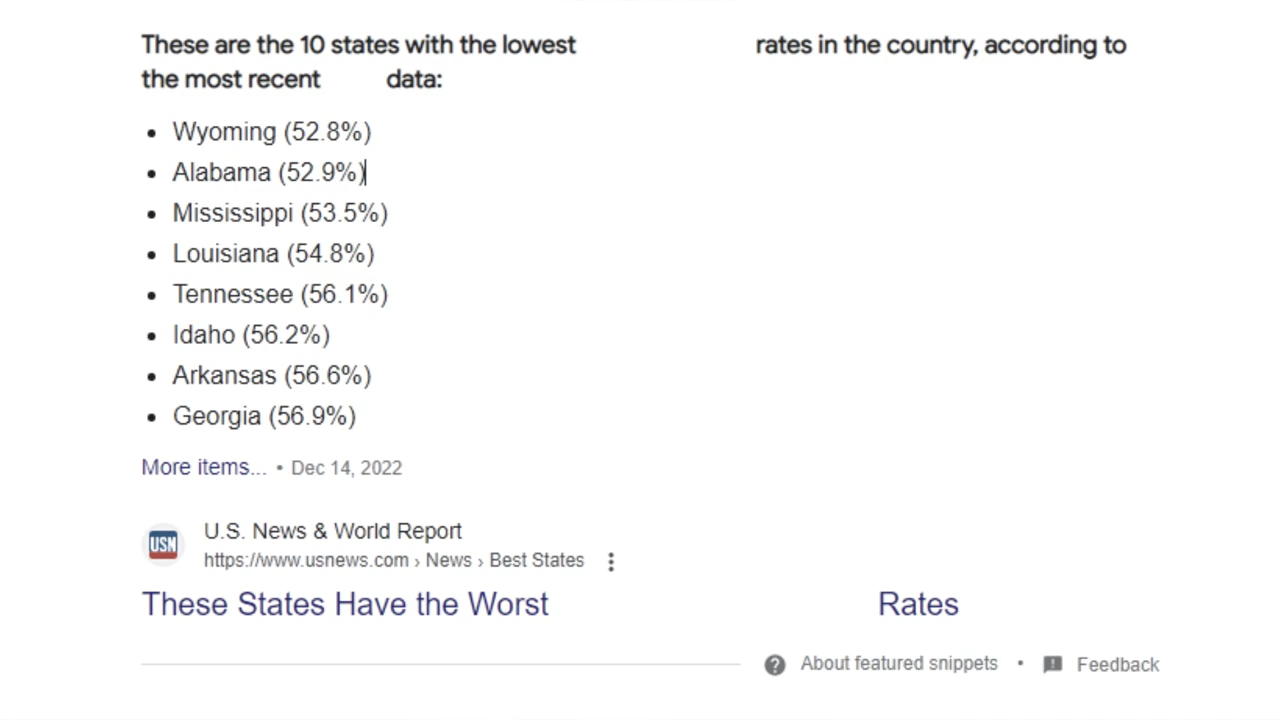 These are the 10 states with the lowest rates in the country, according to
the most recent data:
• Wyoming (52.8%)
• Alabama (52.9%)
• Mississippi (53.5%)
• Louisiana (54.8%)
• Tennessee (56.1%)
• Idaho (56.2%)
• Arkansas (56.6%)
• Georgia (56.9%)
More items... • Dec 14, 2022
USN
U.S. News & World Report
https://www.usnews.com › News › Best States
These States Have the Worst Rates
About featured snippets • Feedback